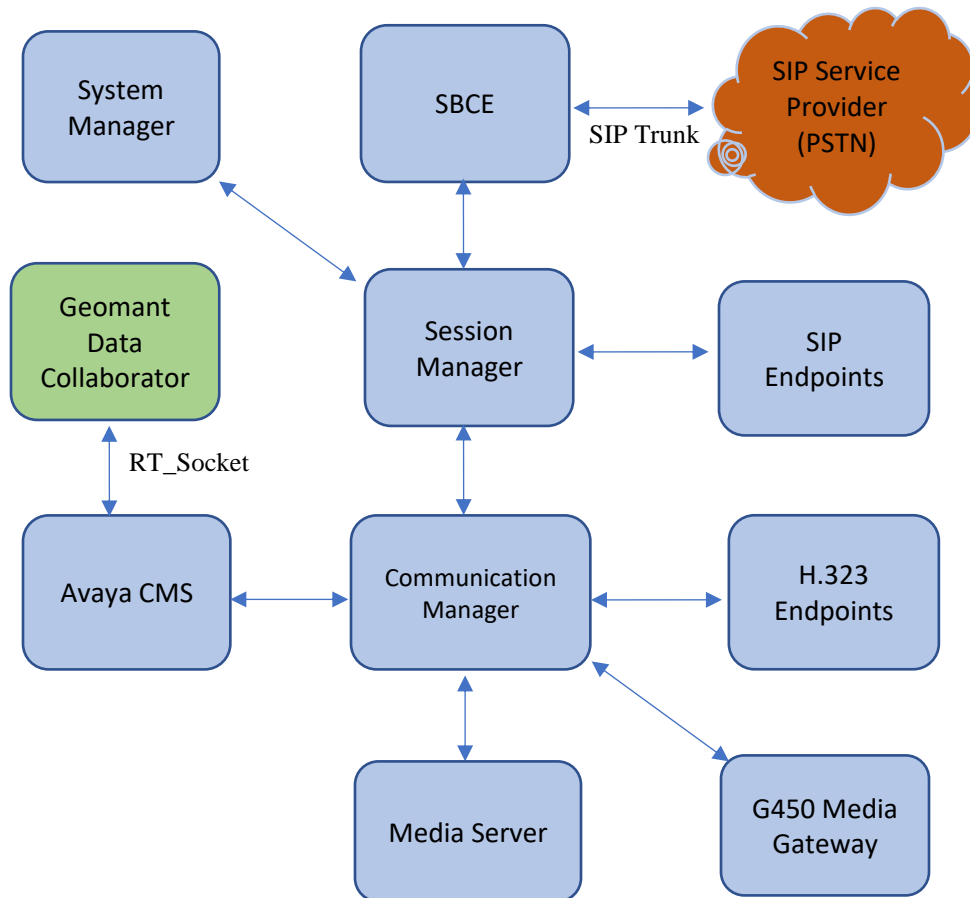 System
Manager
SBCE
SIP Trunk
SIP Service
Provider
(PSTN)
Geomant
Data
Collaborator
Session
Manager
SIP
Endpoints
RT_Socket
Avaya CMS
Communication
Manager
H.323
Endpoints
Media Server
G450 Media
Gateway